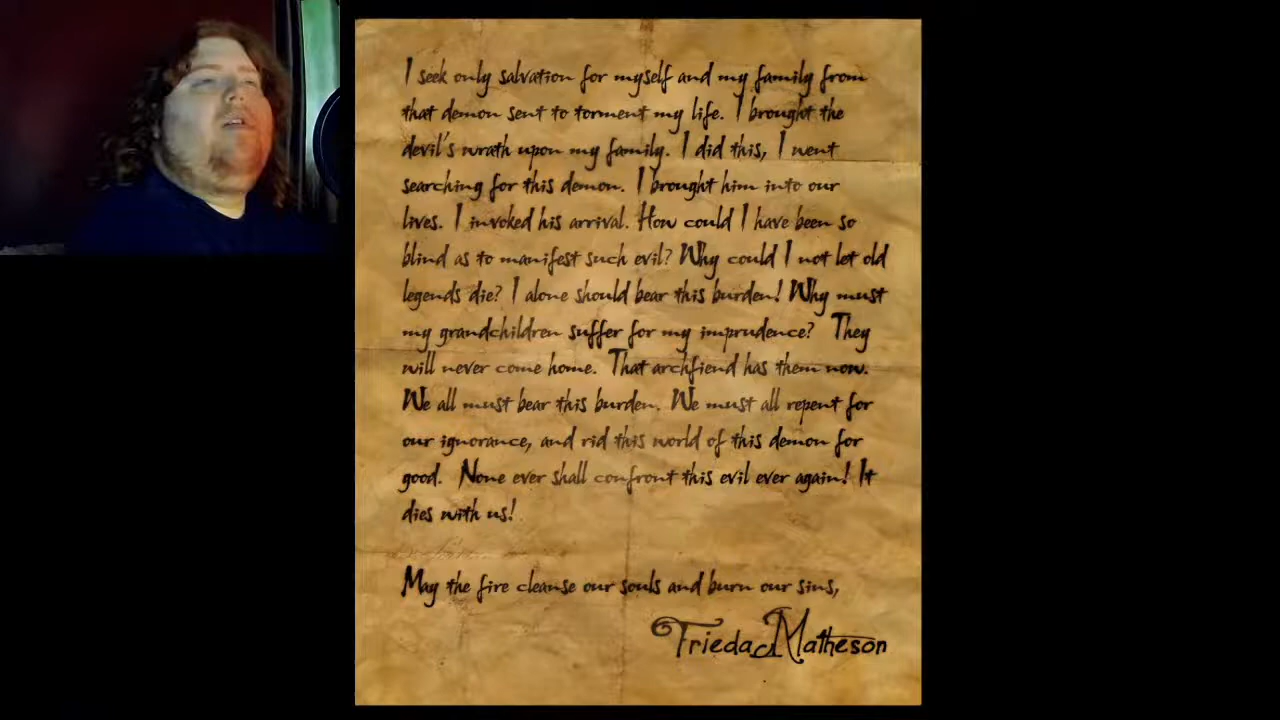 I seek only salvation for myself and my family from
that demon sent to torment my life. I brought the
devil's wrath upon my family. I did this, I went
searching for this demon. I brought him into our
lives. I invoked his arrival. How could I have been so
blind as to manifest such evil? Why could I not let old
legends die? I alone should bear this burden! Why must
my grandchildren suffer for my imprudence? They
will never come home. That archfiend has them now.
We all must bear this burden. We must all repent for
our ignorance, and rid this world of this demon for
good. None ever shall confront this evil ever again! It
dies with us!
May the fire cleanse our souls and burn our sins,
Frieda Matheson